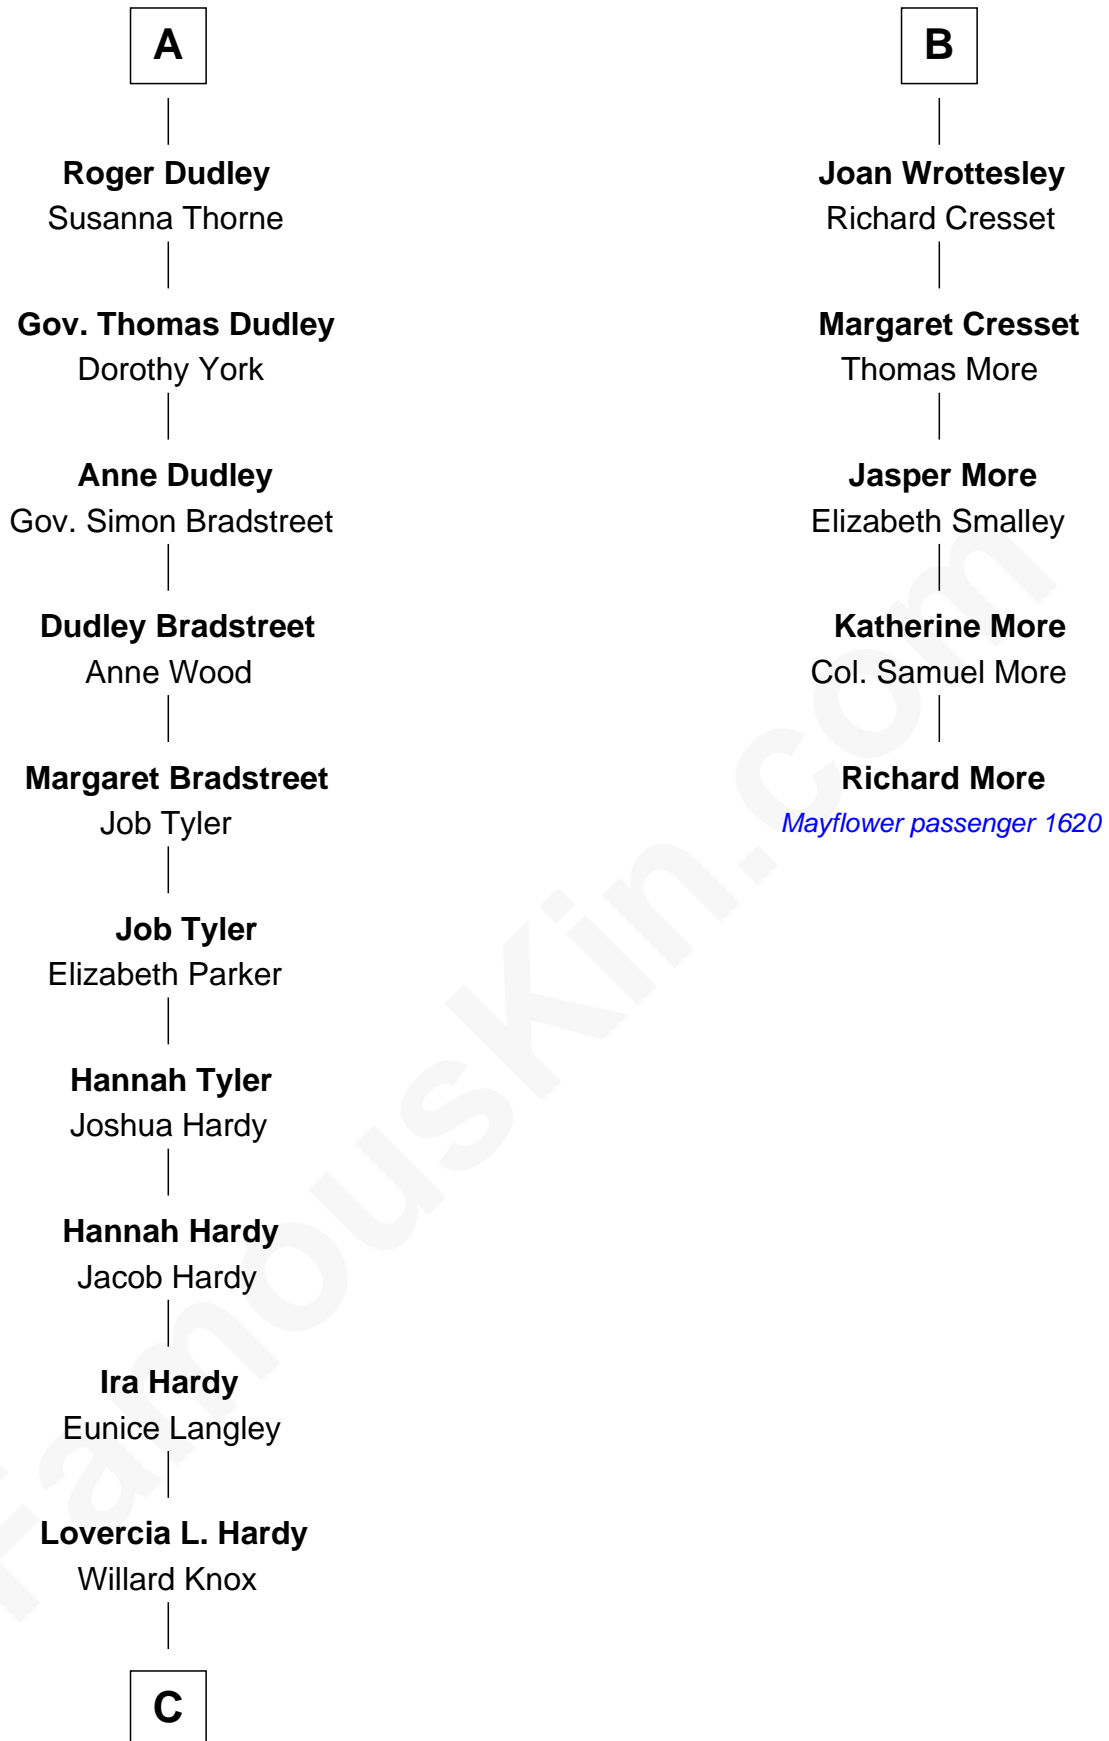 A
Roger Dudley
Susanna Thorne
Gov. Thomas Dudley
Dorothy York
Anne Dudley
Gov. Simon Bradstreet
Dudley Bradstreet
Anne Wood
Margaret Bradstreet
Job Tyler
Job Tyler
Elizabeth Parker
Hannah Tyler
Joshua Hardy
Hannah Hardy
Jacob Hardy
Ira Hardy
Eunice Langley
Lovercia L. Hardy
Willard Knox
C
B
Joan Wrottesley
Richard Cresset
Margaret Cresset
Thomas More
Jasper More
Elizabeth Smalley
Katherine More
Col. Samuel More
Richard More
Mayflower passenger 1620
FamousKin.com